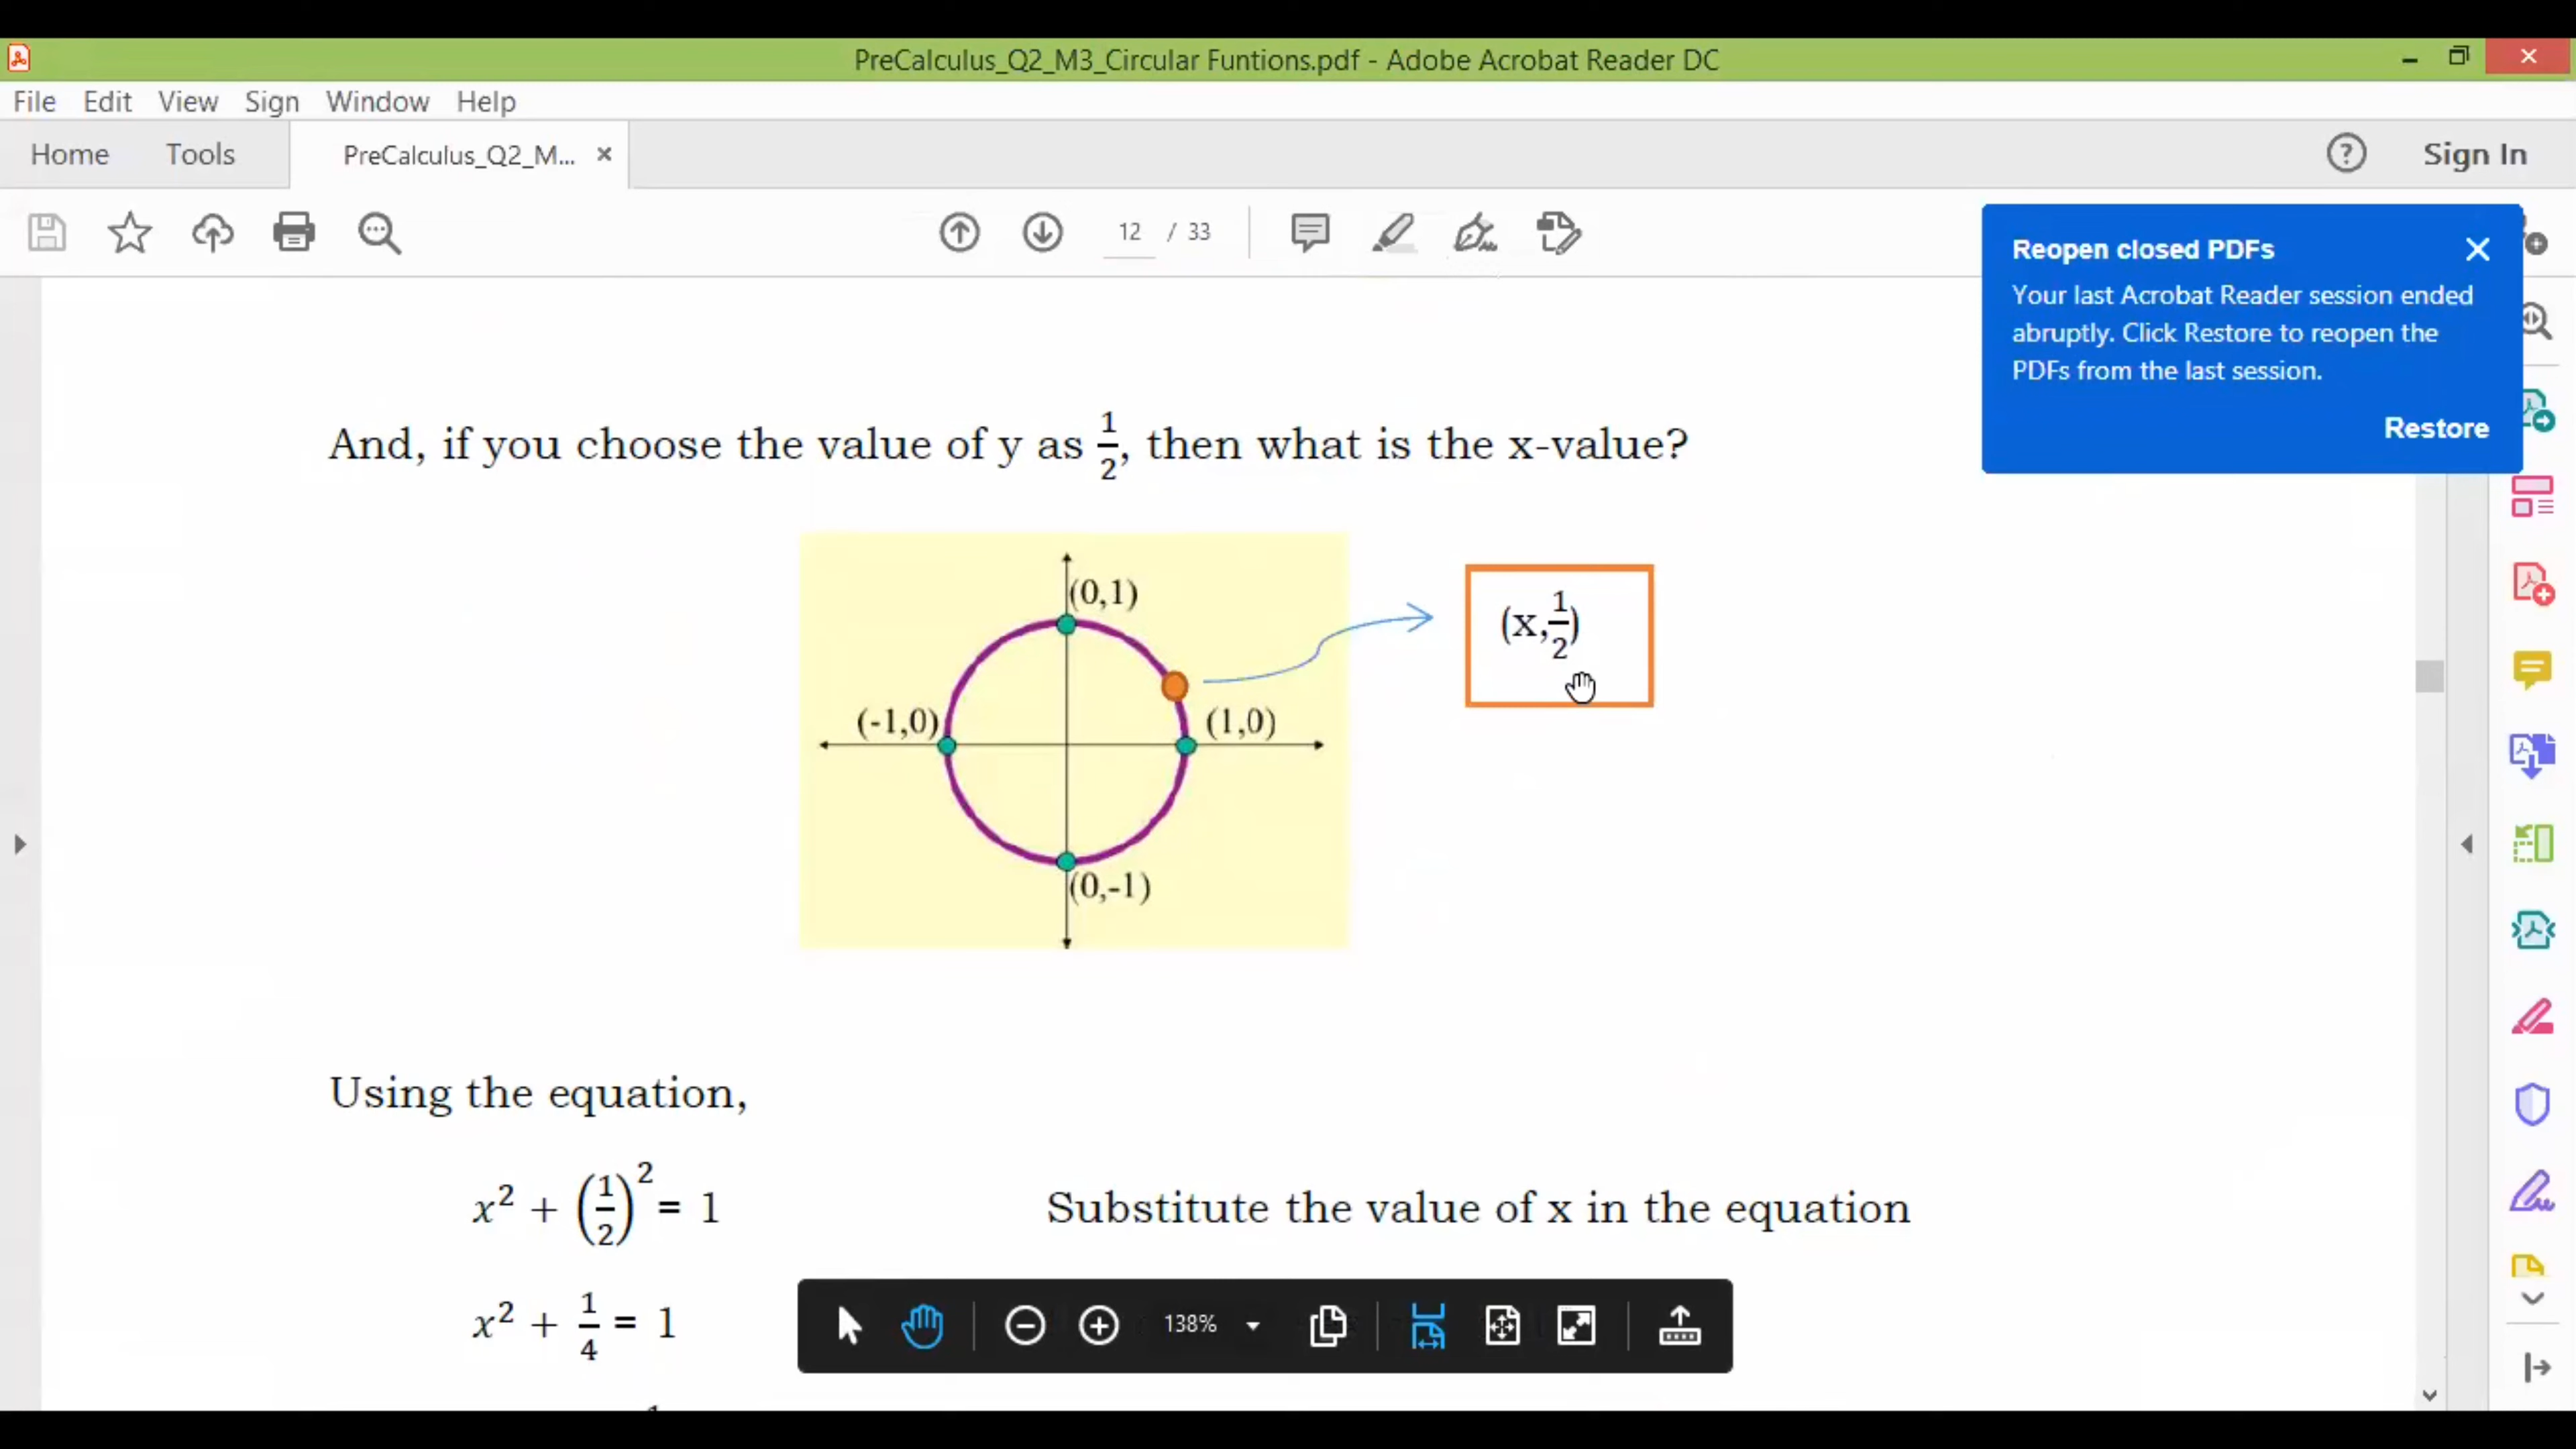 PreCalculus_Q2_M3_Circular Funtions.pdf - Adobe Acrobat Reader DC
File Edit View Sign Window Help
Home Tools PreCalculus_Q2_M... Sign In
12 / 33
Reopen closed PDFs
Your last Acrobat Reader session ended
abruptly. Click Restore to reopen the
PDFs from the last session.
Restore
And, if you choose the value of y as 1/2, then what is the x-value?
(0,1)
(x,1/2)
(-1,0)
(1,0)
(0,-1)
Using the equation,
x² + (1/2)² = 1 Substitute the value of x in the equation
x² + 1/4 = 1
138%